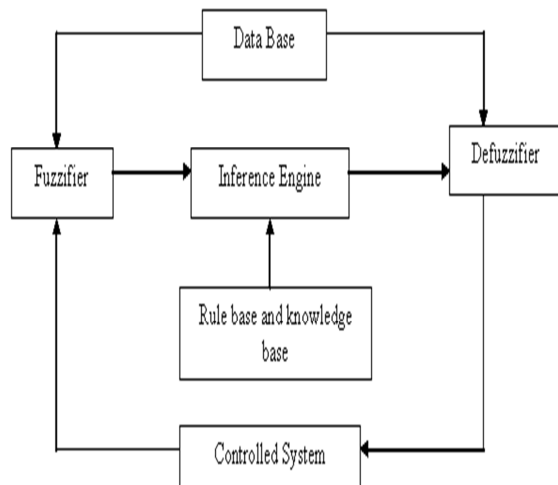 Data Base
Fuzzifier
Inference Engine
Defuzzifier
Rule base and knowledge
base
Controlled System